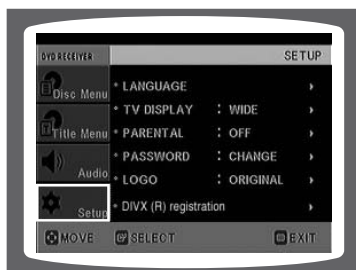 DVD RECEIVER SETUP
Disc Menu
LANGUAGE
TV DISPLAY : WIDE
Title Menu
PARENTAL : OFF
PASSWORD : CHANGE
Audio
LOGO : ORIGINAL
Setup
DIVX (R) registration
MOVE SELECT EXIT